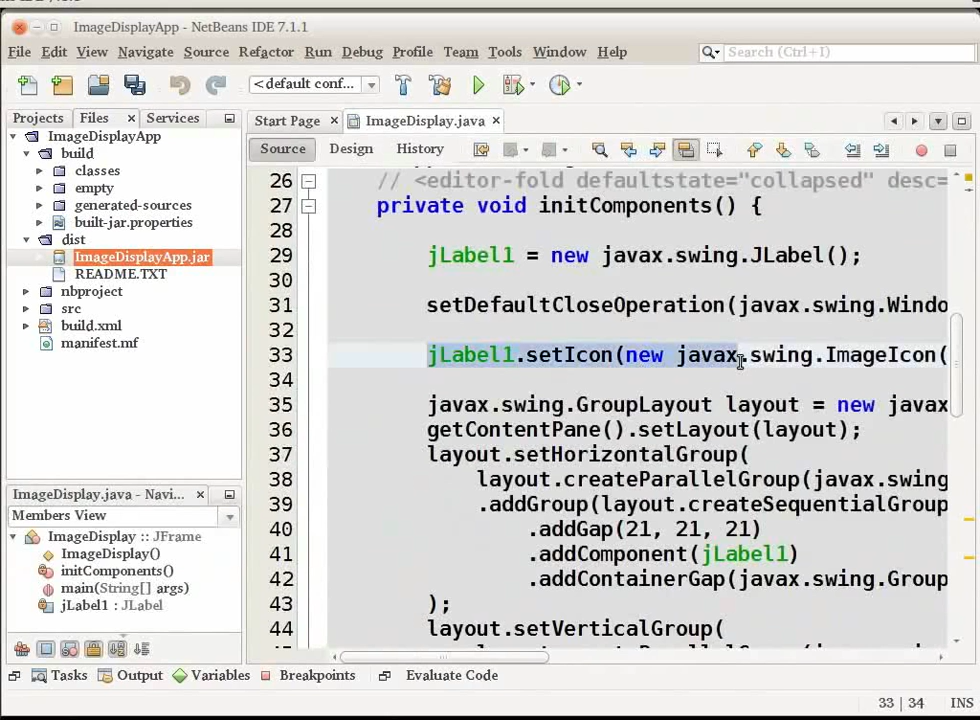 ImageDisplayApp - NetBeans IDE 7.1.1
File Edit View Navigate Source Refactor Run Debug Profile Team Tools Window Help
Search (Ctrl+I)
<default conf...
Projects Files Services
Start Page ImageDisplay.java
Source Design History
ImageDisplayApp
build
classes
empty
generated-sources
built-jar.properties
dist
ImageDisplayApp.jar
README.TXT
nbproject
src
build.xml
manifest.mf
26 // <editor-fold defaultstate="collapsed" desc=
27 private void initComponents() {
28
29 jLabel1 = new javax.swing.JLabel();
30
31 setDefaultCloseOperation(javax.swing.Windo
32
33 jLabel1.setIcon(new javax.swing.ImageIcon(
34
35 javax.swing.GroupLayout layout = new javax
36 getContentPane().setLayout(layout);
37 layout.setHorizontalGroup(
38 layout.createParallelGroup(javax.swing
39 .addGroup(layout.createSequentialGroup
40 .addGap(21, 21, 21)
41 .addComponent(jLabel1)
42 .addContainerGap(javax.swing.Group
43 );
44 layout.setVerticalGroup(
ImageDisplay.java - Navi...
Members View
ImageDisplay :: JFrame
ImageDisplay()
initComponents()
main(String[] args)
jLabel1 : JLabel
Tasks Output Variables Breakpoints Evaluate Code
33 | 34 INS